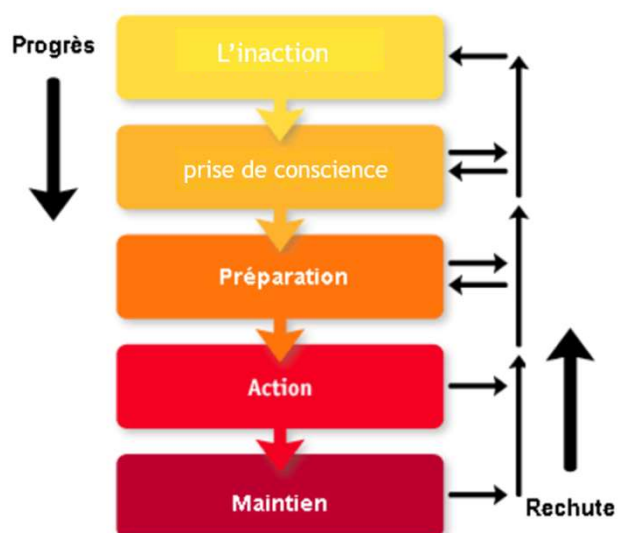 Progrès
L'inaction
prise de conscience
Préparation
Action
Maintien
Rechute